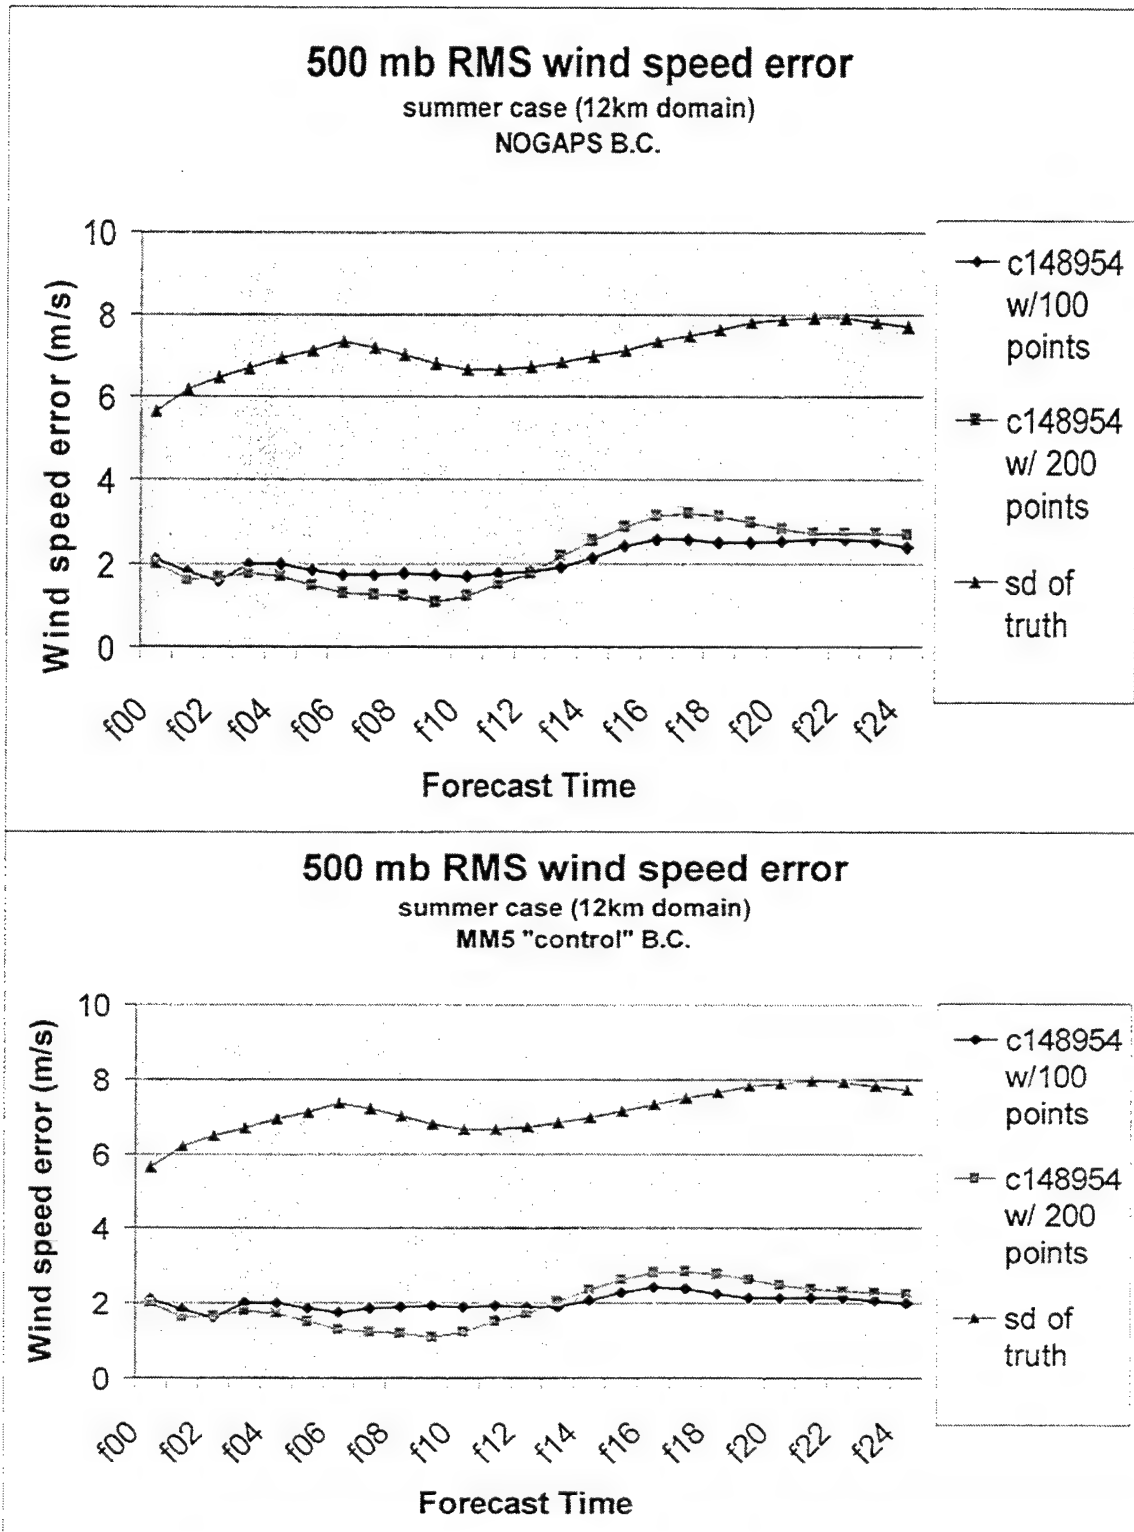 500 mb RMS wind speed error
summer case (12km domain)
NOGAPS B.C.
10
8
6
4
2
0
Wind speed error (m/s)
f00 f02 f04 f06 f08 f10 f12 f14 f16 f18 f20 f22 f24
Forecast Time
c148954
w/100
points
c148954
w/ 200
points
sd of
truth
500 mb RMS wind speed error
summer case (12km domain)
MM5 "control" B.C.
10
8
6
4
2
0
Wind speed error (m/s)
f00 f02 f04 f06 f08 f10 f12 f14 f16 f18 f20 f22 f24
Forecast Time
c148954
w/100
points
c148954
w/ 200
points
sd of
truth